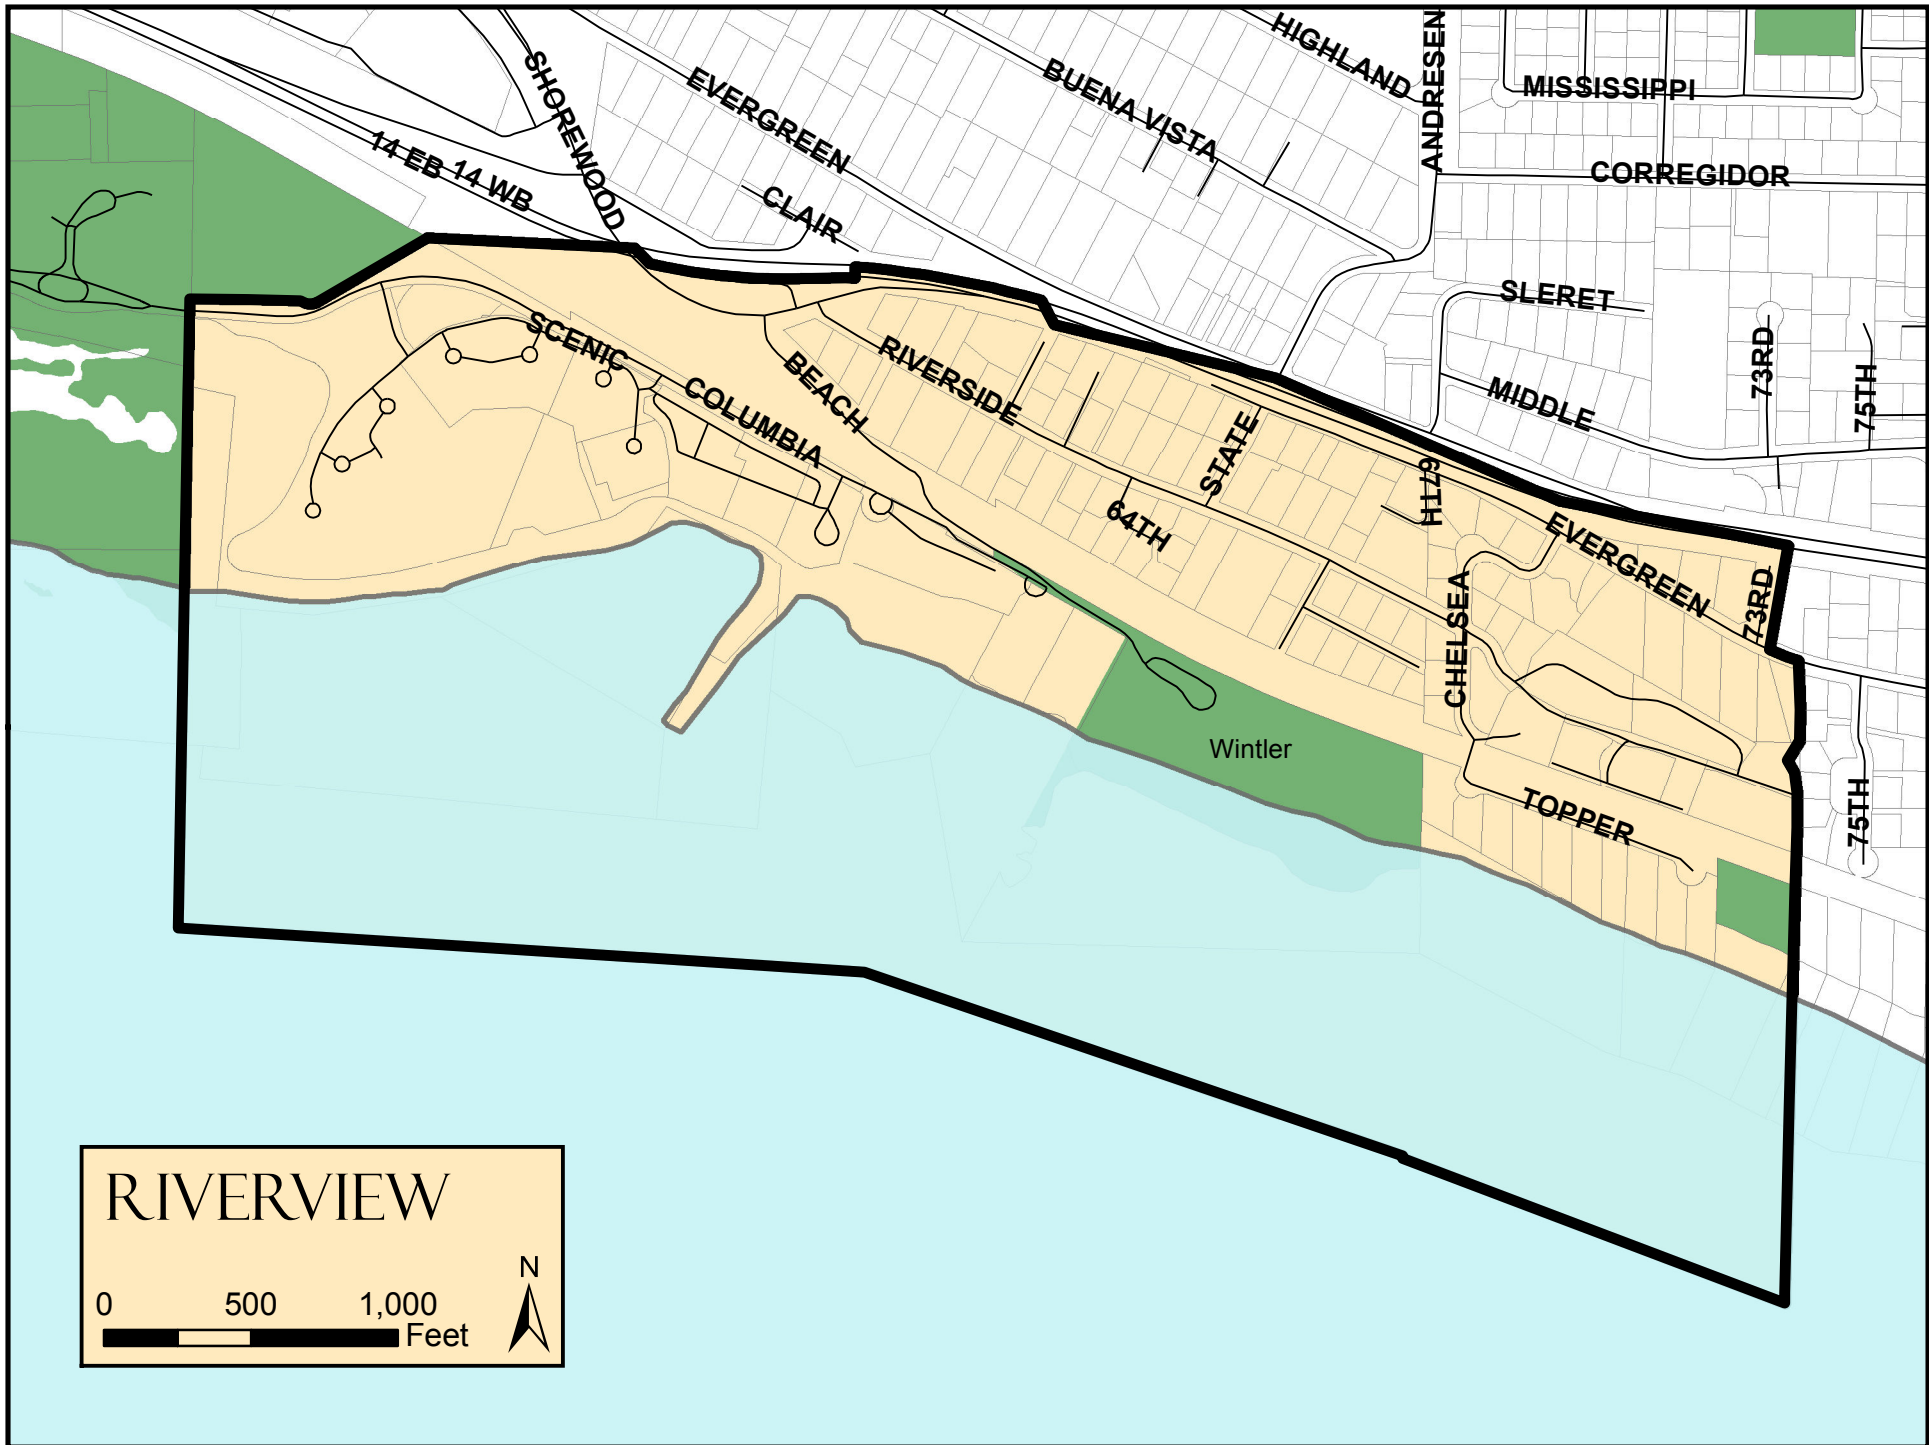 HIGHLAND
ANDRESEN
MISSISSIPPI
SHOREWOOD
EVERGREEN
BUENA VISTA
14 EB
14 WB
CLAIR
CORREGIDOR
SLERET
73RD
75TH
MIDDLE
SCENIC
COLUMBIA
BEACH
RIVERSIDE
STATE
67TH
64TH
EVERGREEN
73RD
CHELSEA
Wintler
TOPPER
75TH
RIVERVIEW
N
0 500 1,000
Feet